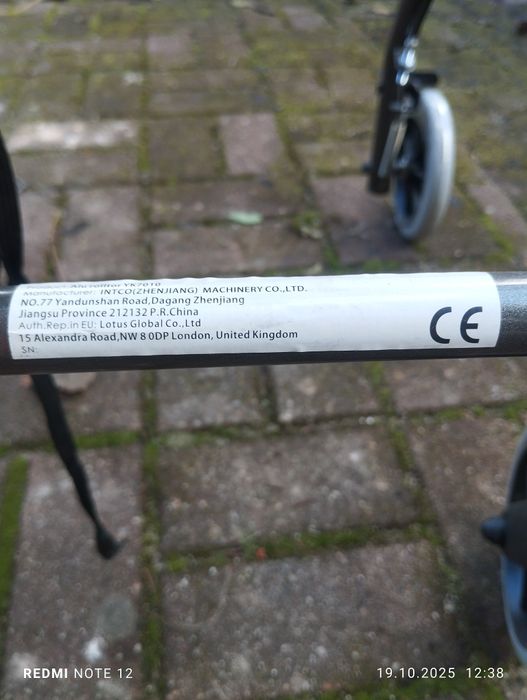 Manufacturer: INTCO(ZHENJIANG) MACHINERY CO.,LTD.
NO.77 Yandunshan Road,Dagang Zhenjiang
Jiangsu Province 212132 P.R.China
Auth.Rep.in EU: Lotus Global Co.,Ltd
15 Alexandra Road,NW 8 0DP London, United Kingdom
SN:
CE
REDMI NOTE 12
19.10.2025 12:38